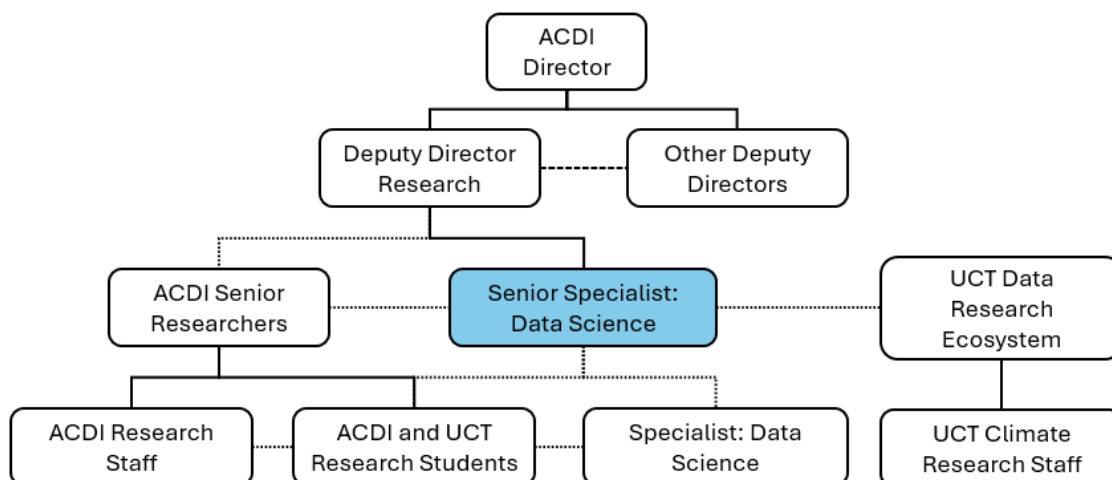 ACDI
Director
Deputy Director
Research
Other Deputy
Directors
ACDI Senior
Researchers
Senior Specialist:
Data Science
UCT Data
Research
Ecosystem
ACDI Research
Staff
ACDI and UCT
Research Students
Specialist: Data
Science
UCT Climate
Research Staff